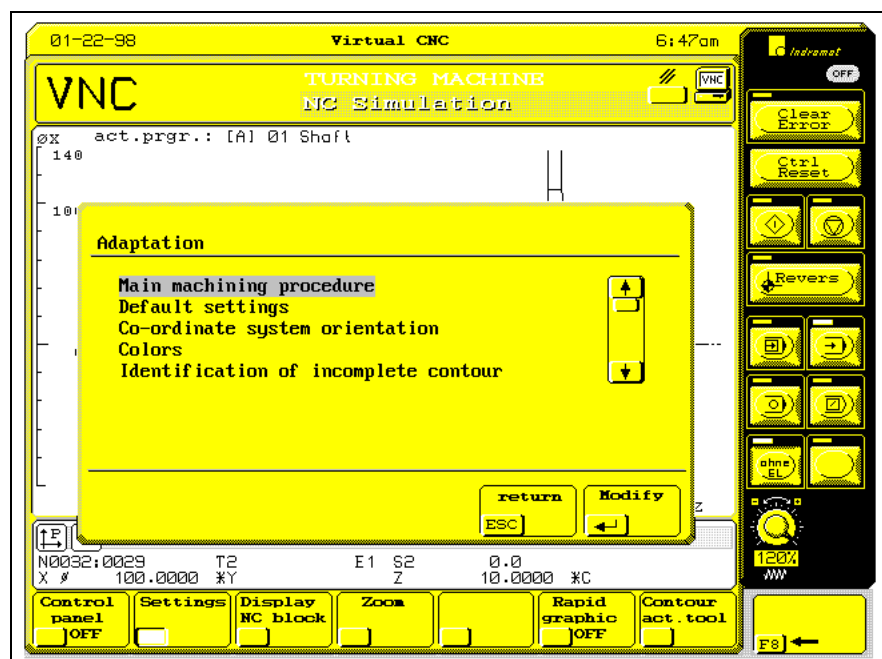 01-22-98 Virtual CNC 6:47am
Indramat
OFF
VNC TURNING MACHINE VNC
NC Simulation
Clear
Error
øX act.prgr.: [A] 01 Shaft
140
Ctrl
Reset
10
Adaptation
Revers
Main machining procedure
Default settings
Co-ordinate system orientation
Colors
Identification of incomplete contour
ohne
EL
return Modify
ESC
Z
P
N0032:0029 T2 E1 S2 0.0
X ø 100.0000 *Y Z 10.0000 *C
120%
Control Settings Display Zoom Rapid Contour
panel NC block graphic act.tool
OFF OFF
F8